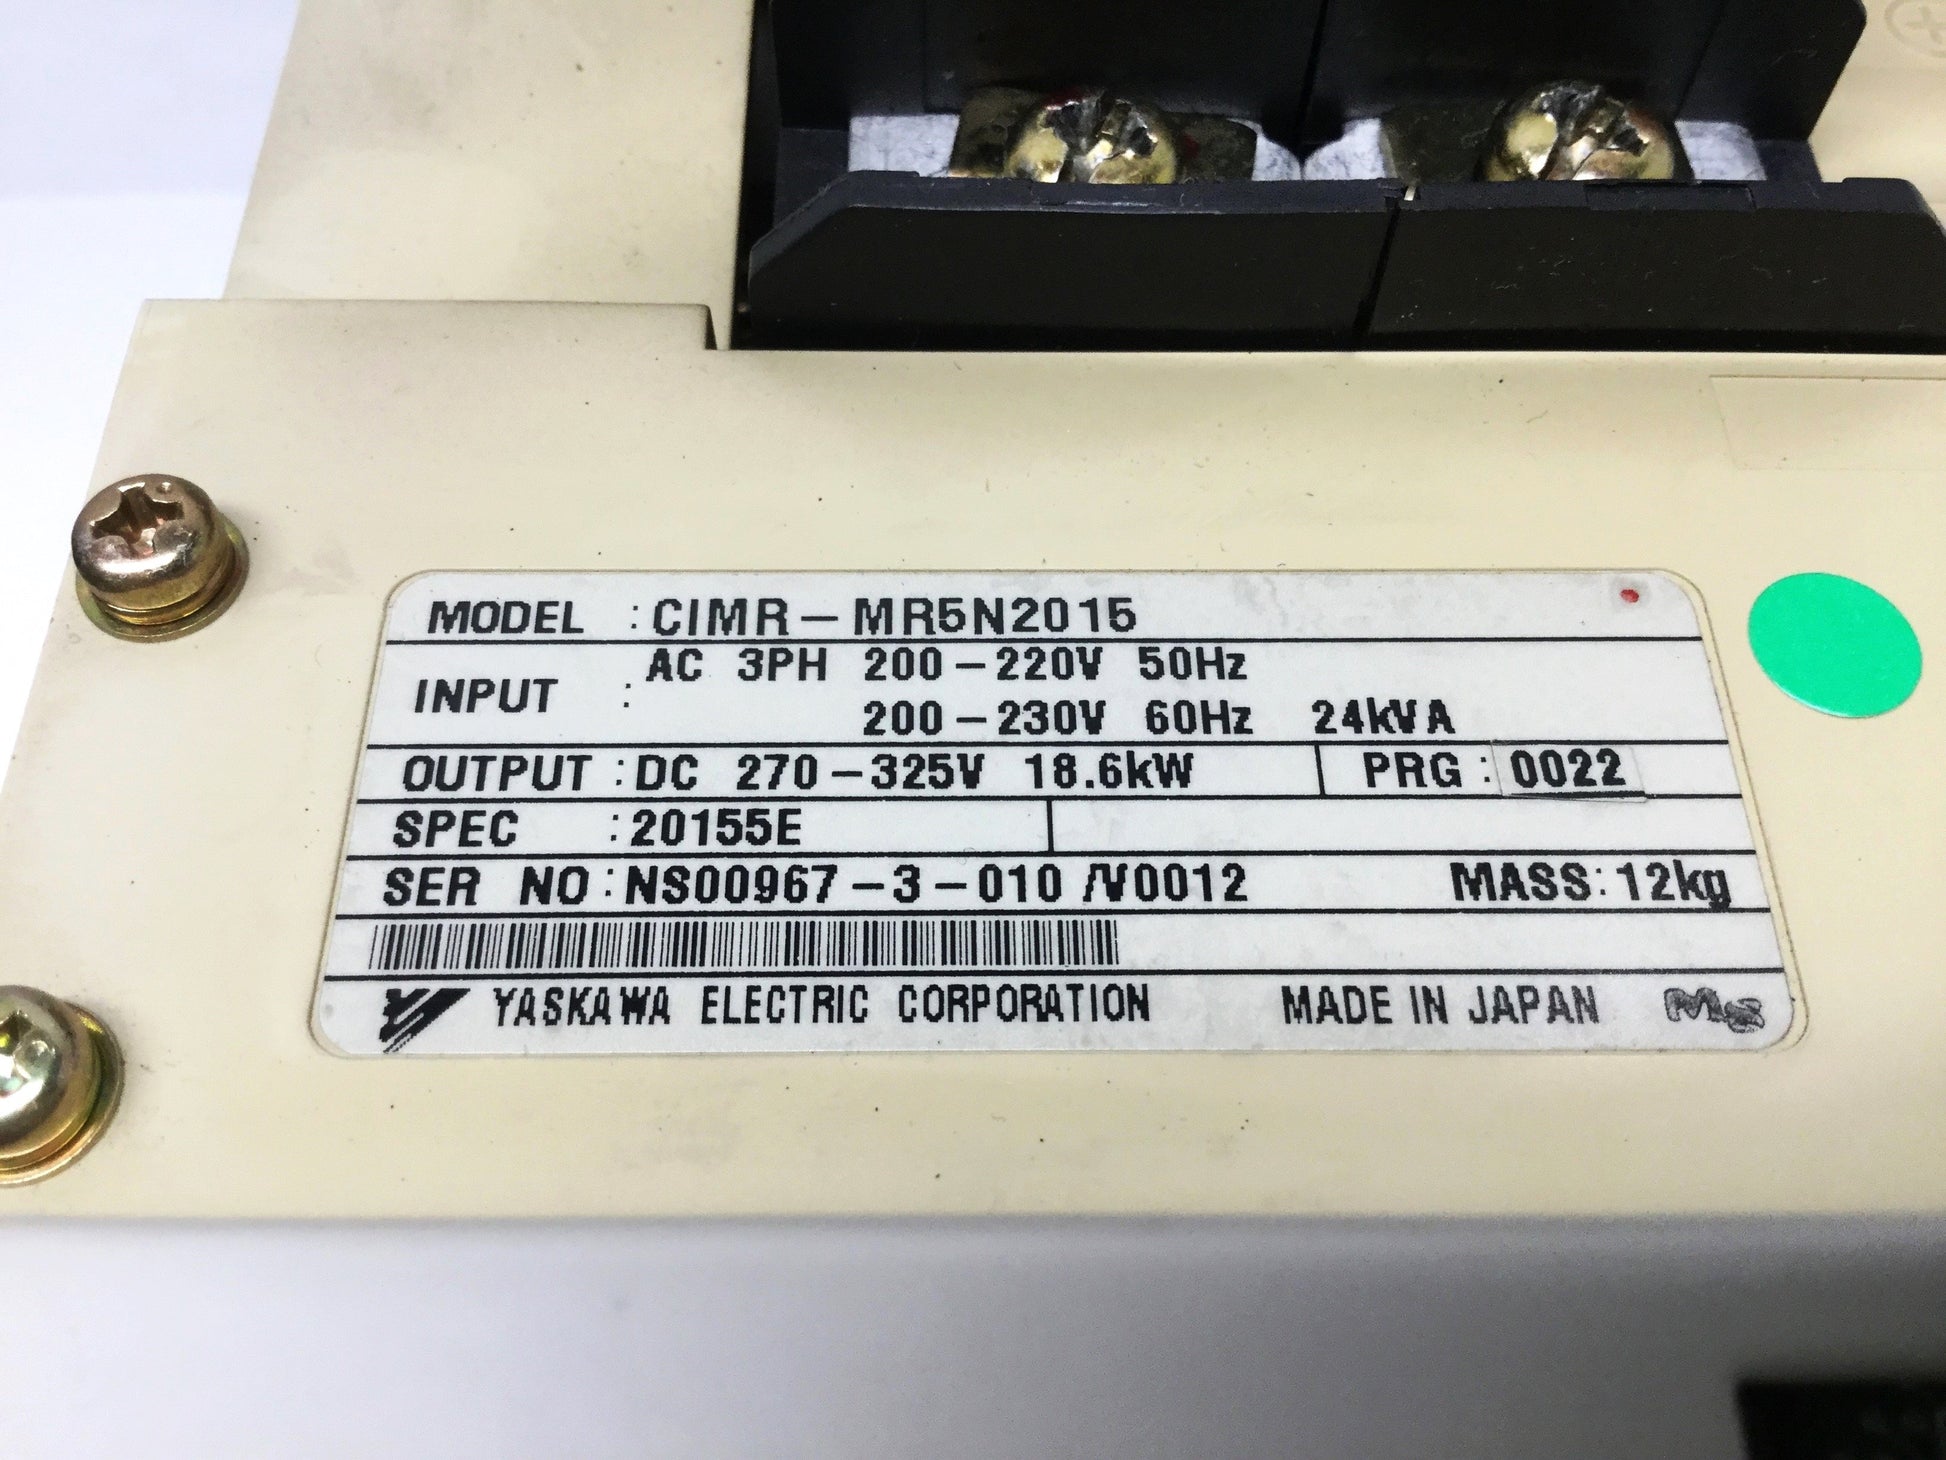 MODEL : CIMR-MR5N2015
INPUT : AC 3PH 200-220V 50Hz
200-230V 60Hz 24kVA
OUTPUT : DC 270-325V 18.6kW PRG : 0022
SPEC : 20155E
SER NO : NS00967-3-010 /V0012 MASS: 12kg
YASKAWA ELECTRIC CORPORATION MADE IN JAPAN